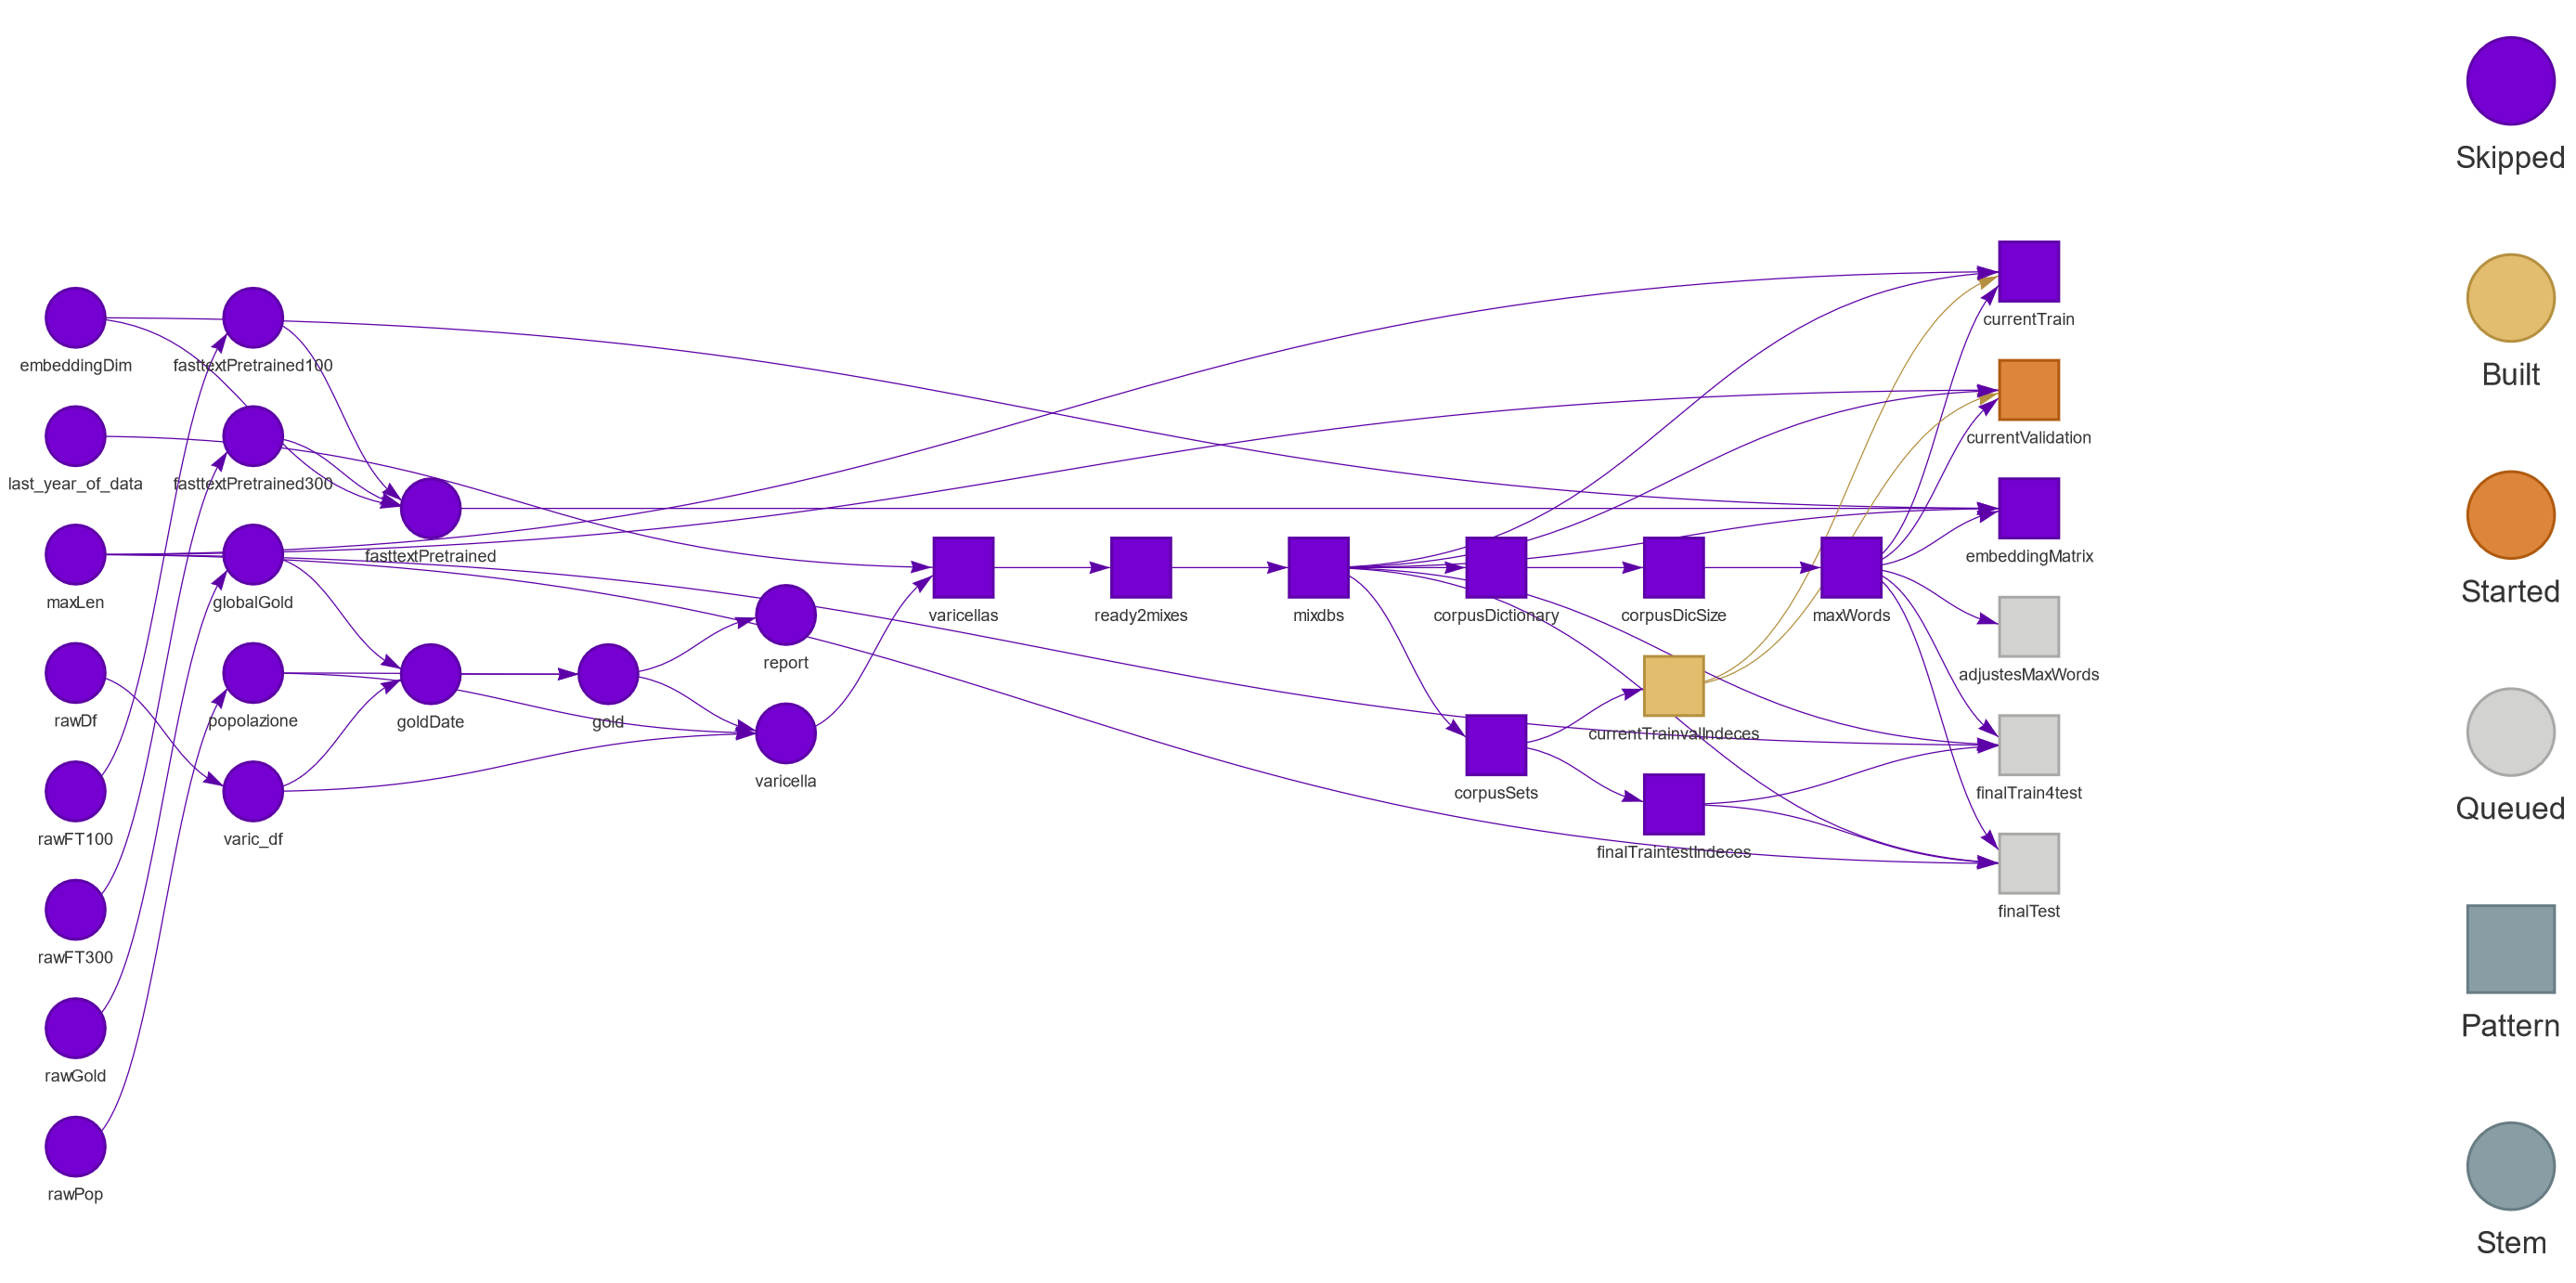 embeddingDim
last_year_of_data
maxLen
rawDf
rawFT100
rawFT300
rawGold
rawPop
fasttextPretrained100
fasttextPretrained300
globalGold
popolazione
varic_df
fasttextPretrained
goldDate
gold
report
varicella
varicellas
ready2mixes
mixdbs
corpusDictionary
corpusSets
corpusDicSize
currentTrainvalIndeces
finalTraintestIndeces
maxWords
currentTrain
currentValidation
embeddingMatrix
adjustesMaxWords
finalTrain4test
finalTest
Skipped
Built
Started
Queued
Pattern
Stem